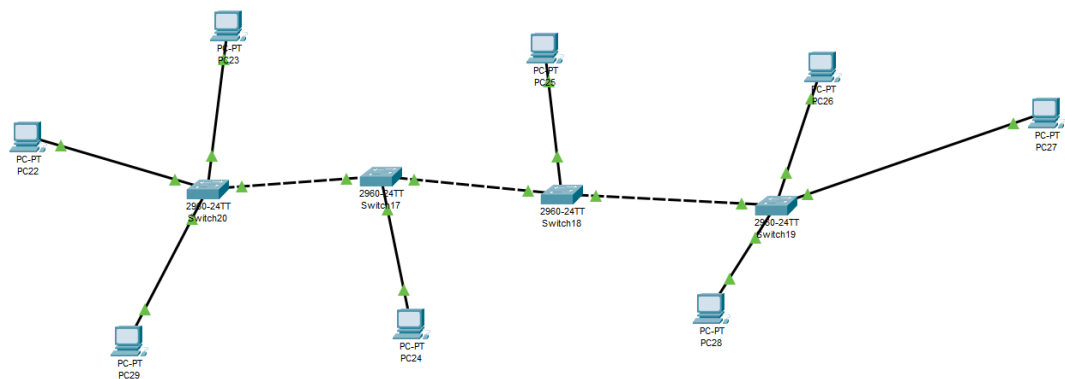 PC-PT
PC23
PC-PT
PC25
PC-PT
PC26
PC-PT
PC27
PC-PT
PC22
2960-24TT
Switch20
2960-24TT
Switch17
2960-24TT
Switch18
2960-24TT
Switch19
PC-PT
PC29
PC-PT
PC24
PC-PT
PC28